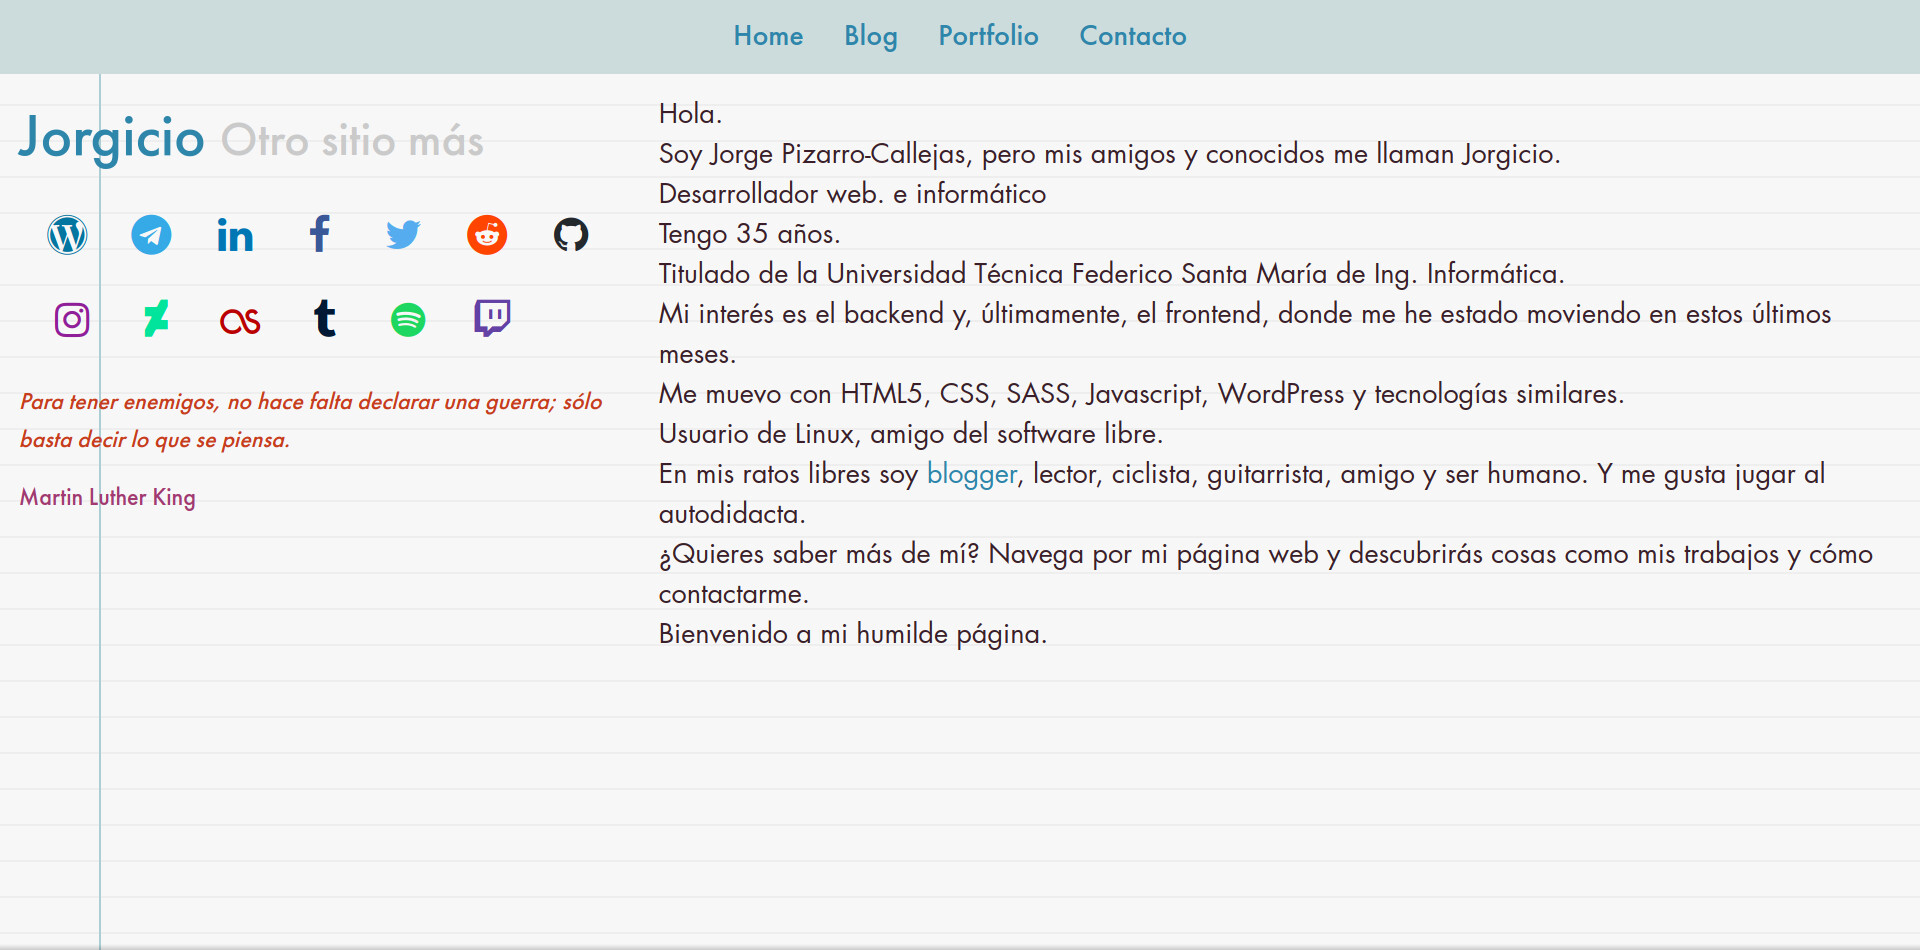 Home Blog Portfolio Contacto
Jorgicio Otro sitio más
Para tener enemigos, no hace falta declarar una guerra; sólo
basta decir lo que se piensa.
Martin Luther King
Hola.
Soy Jorge Pizarro-Callejas, pero mis amigos y conocidos me llaman Jorgicio.
Desarrollador web. e informático
Tengo 35 años.
Titulado de la Universidad Técnica Federico Santa María de Ing. Informática.
Mi interés es el backend y, últimamente, el frontend, donde me he estado moviendo en estos últimos
meses.
Me muevo con HTML5, CSS, SASS, Javascript, WordPress y tecnologías similares.
Usuario de Linux, amigo del software libre.
En mis ratos libres soy blogger, lector, ciclista, guitarrista, amigo y ser humano. Y me gusta jugar al
autodidacta.
¿Quieres saber más de mí? Navega por mi página web y descubrirás cosas como mis trabajos y cómo
contactarme.
Bienvenido a mi humilde página.